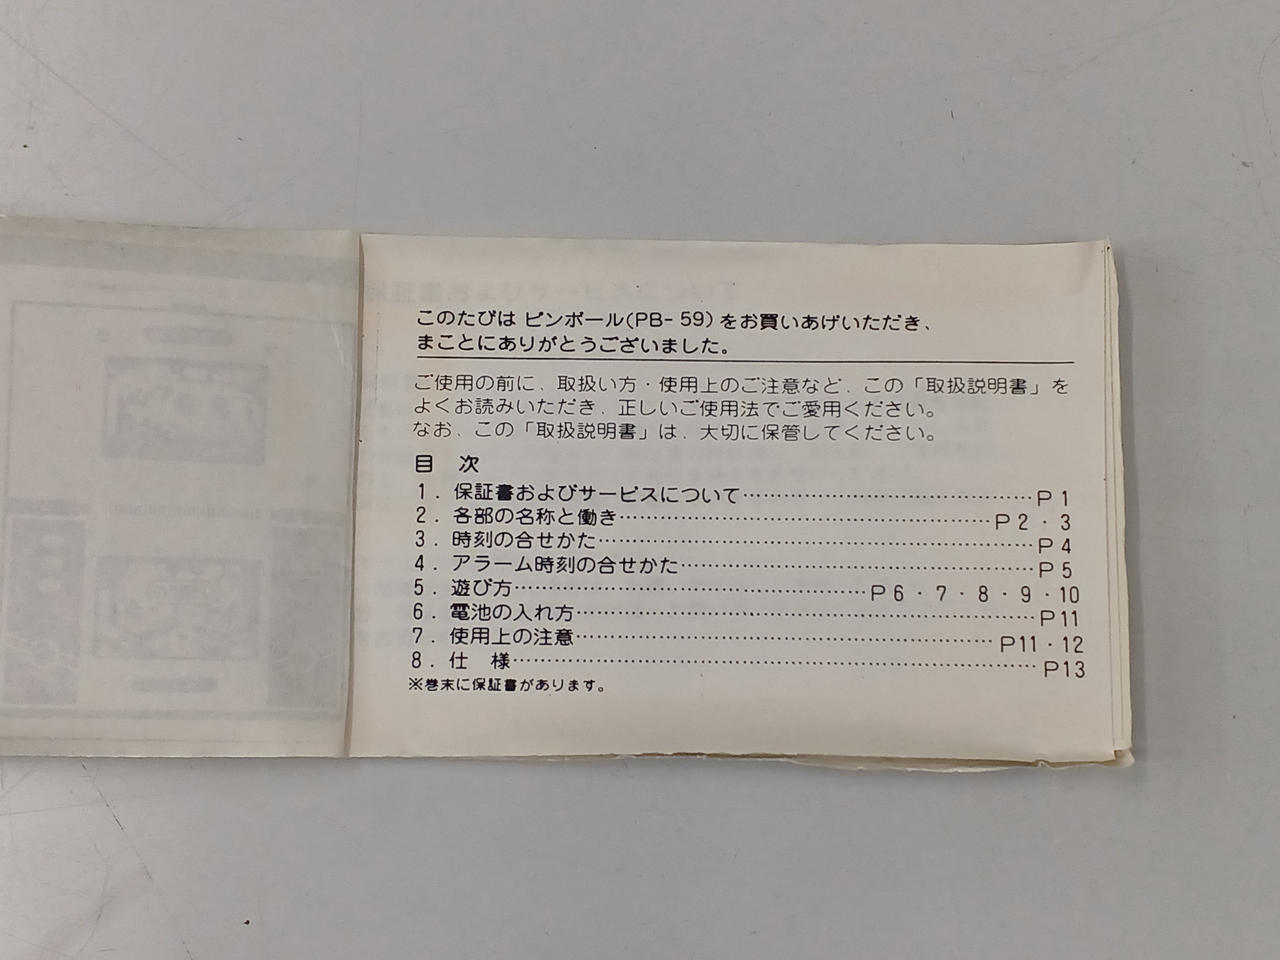 このたびは ピンボール(PB-59)をお買いあげいただき、
まことにありがとうございました。
ご使用の前に、取扱い方・使用上のご注意など、この「取扱説明書」を
よくお読みいただき、正しいご使用法でご愛用ください。
なお、この「取扱説明書」は、大切に保管してください。
目 次
1．保証書およびサービスについて……………………………P 1
2．各部の名称と働き……………………………………P 2・3
3．時刻の合せかた…………………………………………P 4
4．アラーム時刻の合せかた………………………………P 5
5．遊び方………………………………P 6・7・8・9・10
6．電池の入れ方……………………………………………P11
7．使用上の注意………………………………………P11・12
8．仕 様……………………………………………………P13
※巻末に保証書があります。